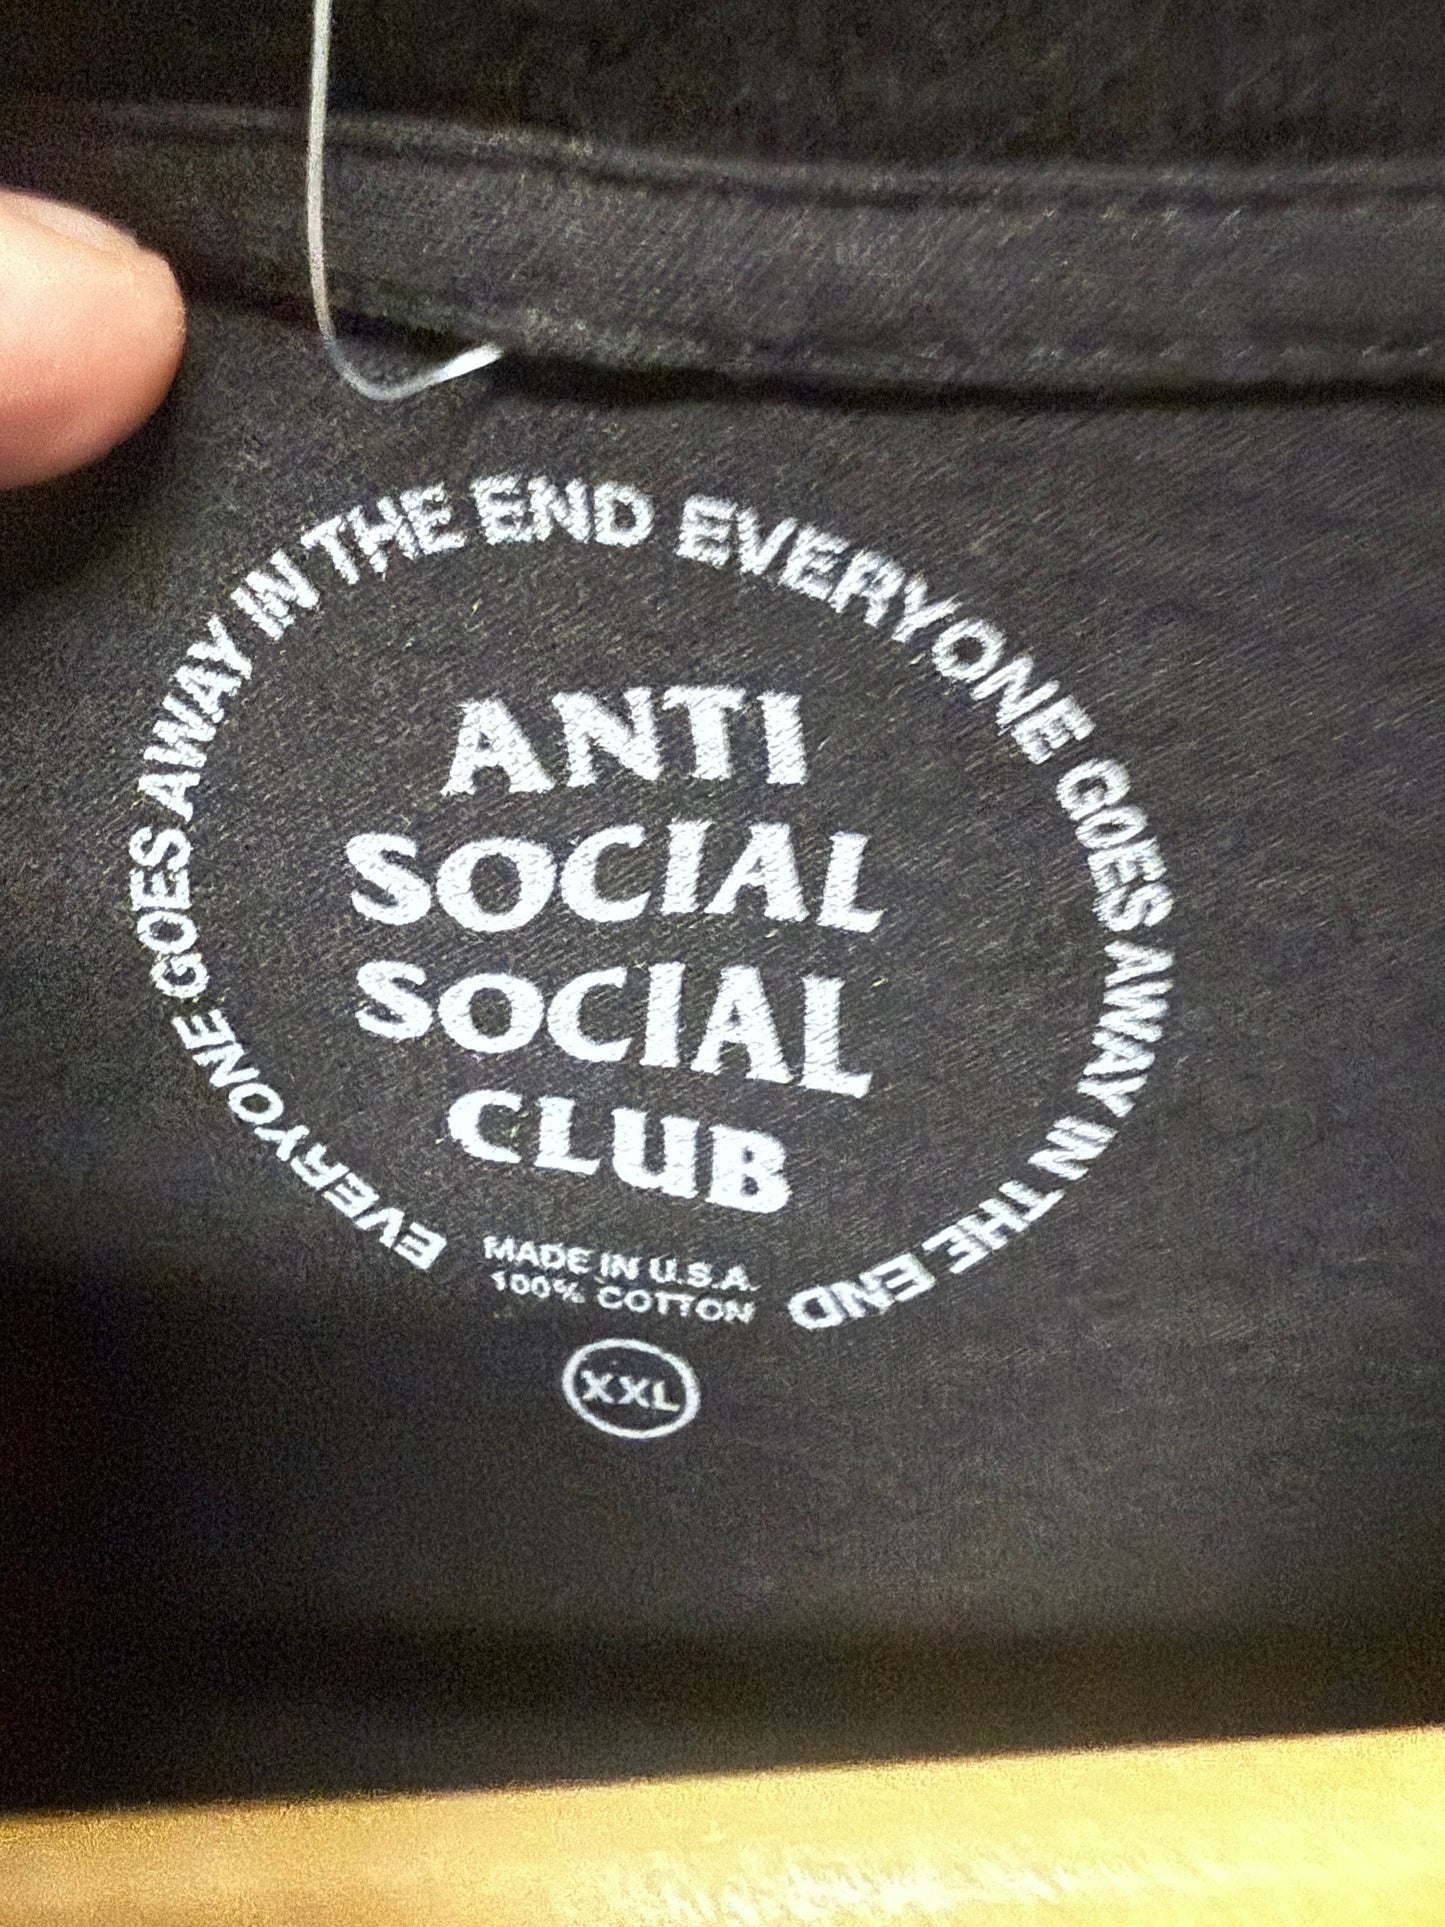 EVERYONE GOES AWAY IN THE END EVERYONE GOES AWAY IN THE END
ANTI
SOCIAL
SOCIAL
CLUB
MADE IN U.S.A.
100% COTTON
XXL